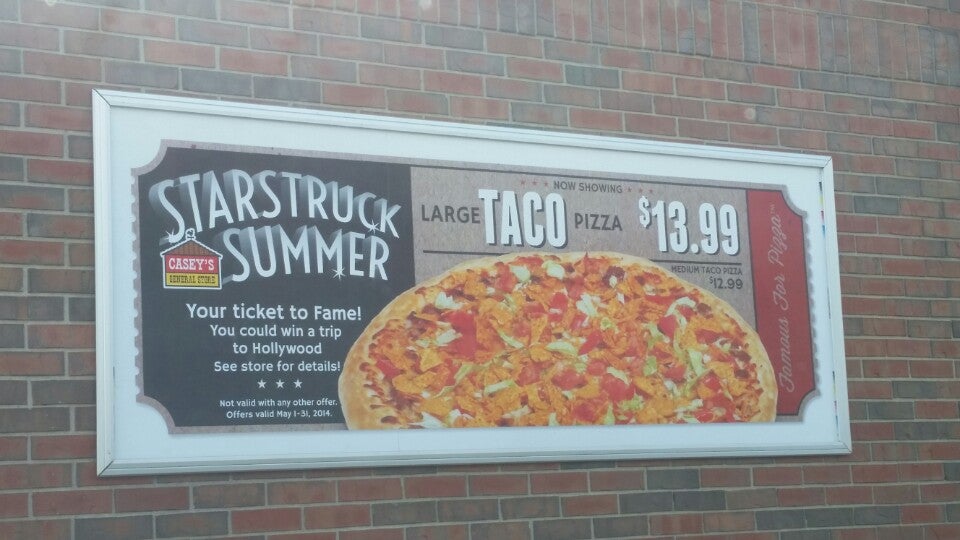 STARSTRUCK
SUMMER
CASEY'S
GENERAL STORE
Your ticket to Fame!
You could win a trip
to Hollywood
See store for details!
Not valid with any other offer.
Offers valid May 1-31, 2014.
NOW SHOWING
LARGE TACO PIZZA $13.99
MEDIUM TACO PIZZA
$12.99
Famous For Pizza™